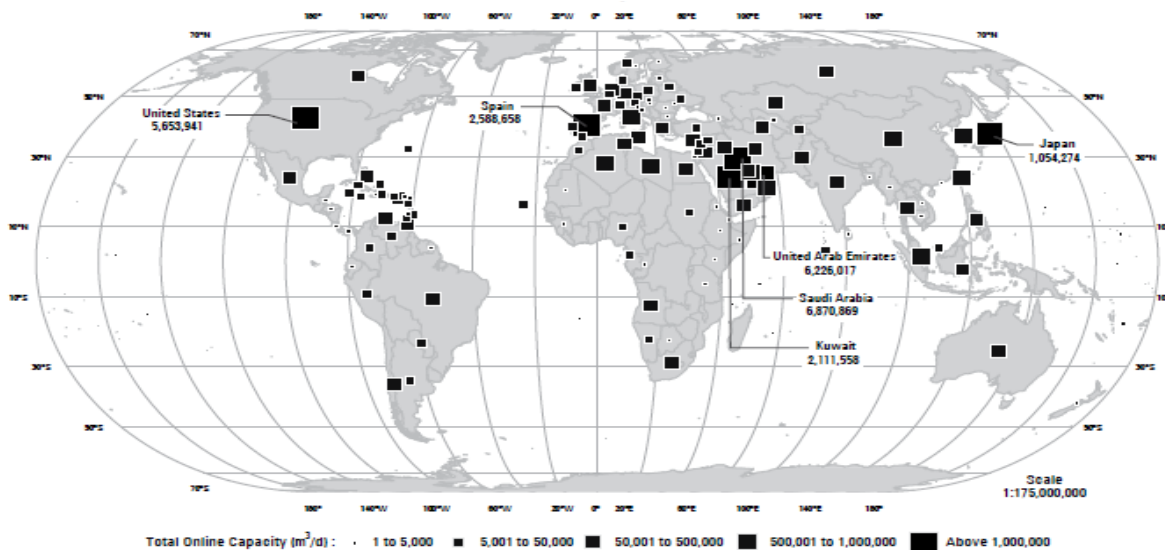 180° 140°W 100°W 60°W 20°W 0° 20°E 60°E 100°E 140°E 180°
70°N 70°N
50°N 50°N
United States
5,653,941
Spain
2,588,658
Japan
1,054,274
30°N 30°N
10°N
United Arab Emirates
6,226,017
Saudi Arabia
6,870,869
10°S
Kuwait
2,111,558
30°S 30°S
50°S 50°S
70°S
Scale
1:175,000,000
180° 140°W 100°W 60°W 20°W 0° 20°E 60°E 100°E 140°E 180°
Total Online Capacity (m³/d) : 1 to 5,000 5,001 to 50,000 50,001 to 500,000 500,001 to 1,000,000 Above 1,000,000